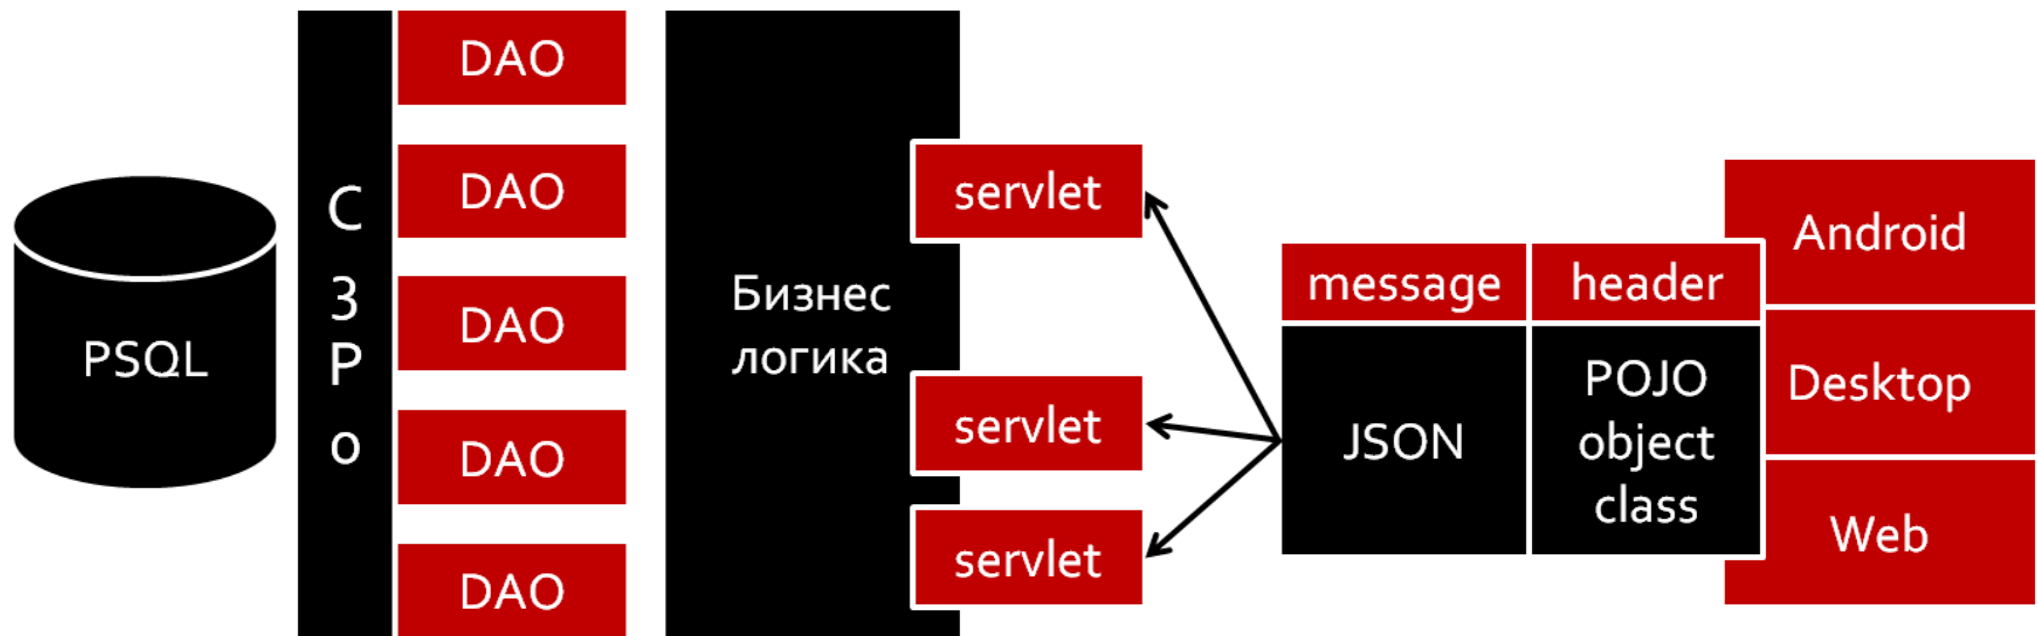 PSQL
C
3
P
o
DAO
DAO
DAO
DAO
DAO
Бизнес
логика
servlet
servlet
servlet
message
header
JSON
POJO
object
class
Android
Desktop
Web